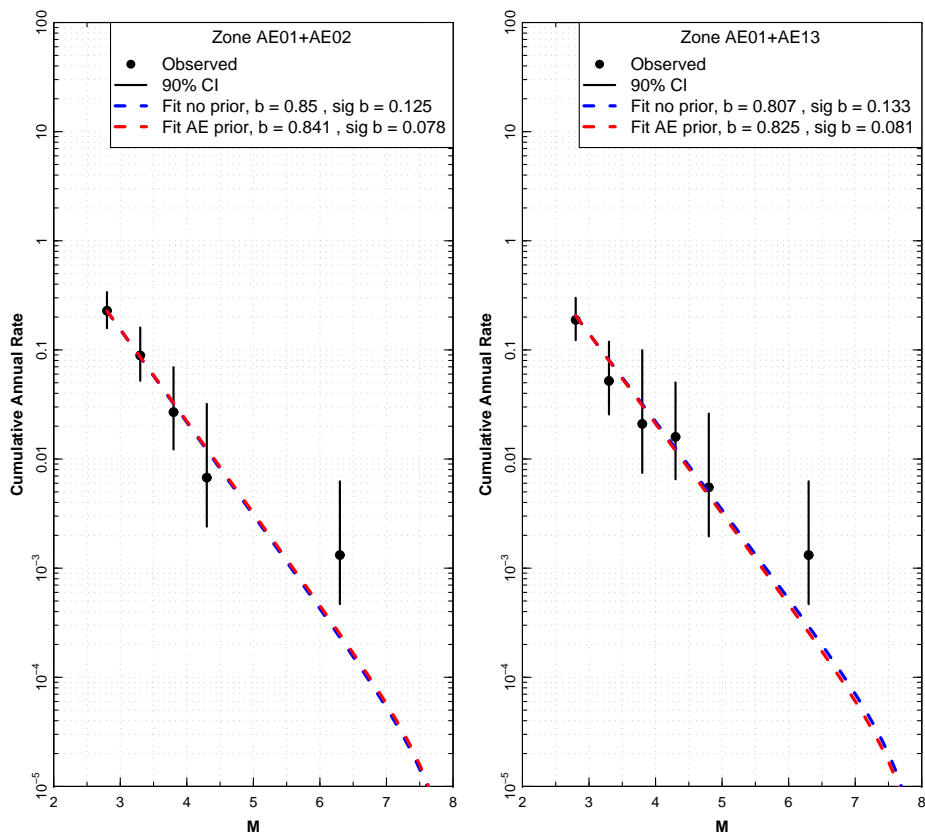 Zone AE01+AE02
Observed
90% CI
Fit no prior, b = 0.85 , sig b = 0.125
Fit AE prior, b = 0.841 , sig b = 0.078
100
10
1
0.1
0.01
10−3
10−4
10−5
Cumulative Annual Rate
2 3 4 5 6 7 8
M
Zone AE01+AE13
Observed
90% CI
Fit no prior, b = 0.807 , sig b = 0.133
Fit AE prior, b = 0.825 , sig b = 0.081
100
10
1
0.1
0.01
10−3
10−4
10−5
Cumulative Annual Rate
2 3 4 5 6 7 8
M